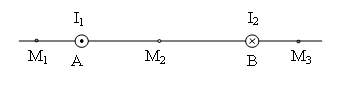 I₁ I₂
M₁ A M₂ B M₃